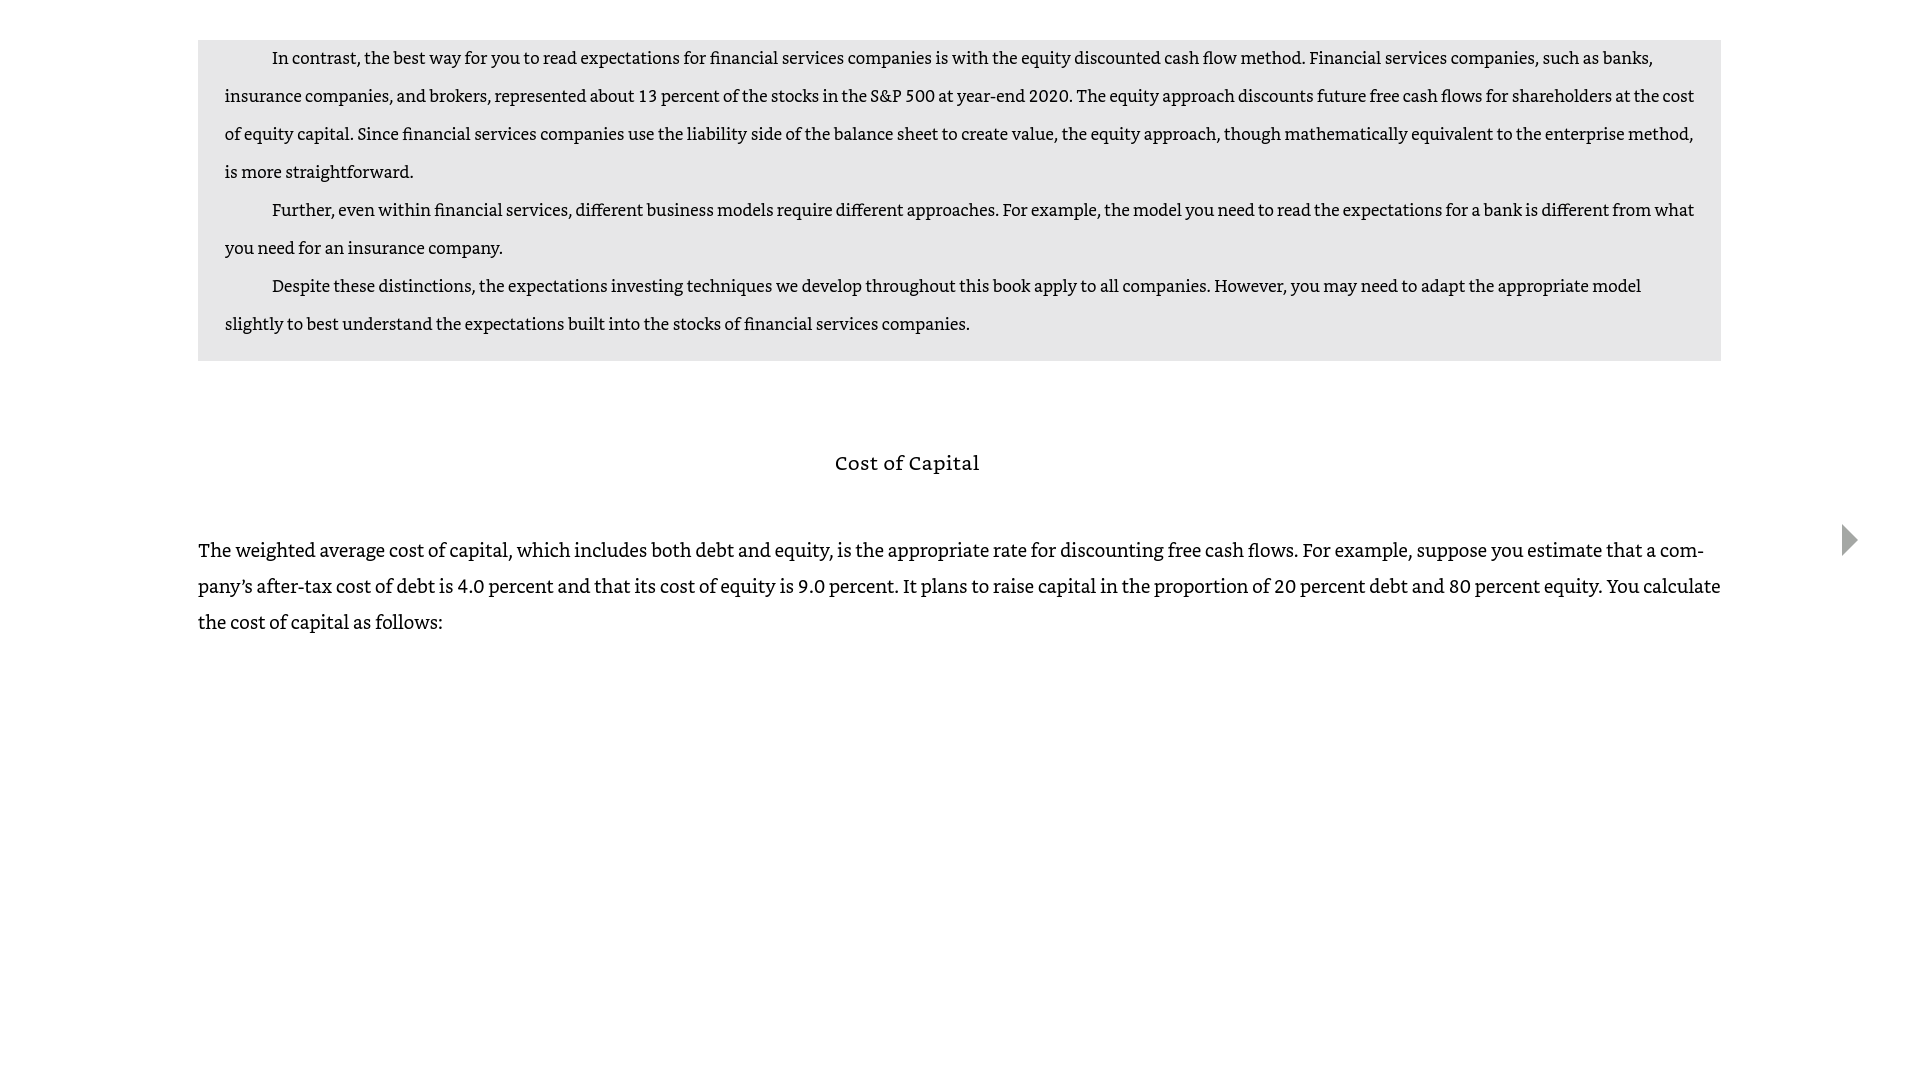 In contrast, the best way for you to read expectations for financial services companies is with the equity discounted cash flow method. Financial services companies, such as banks,
insurance companies, and brokers, represented about 13 percent of the stocks in the S&P 500 at year-end 2020. The equity approach discounts future free cash flows for shareholders at the cost
of equity capital. Since financial services companies use the liability side of the balance sheet to create value, the equity approach, though mathematically equivalent to the enterprise method,
is more straightforward.
Further, even within financial services, different business models require different approaches. For example, the model you need to read the expectations for a bank is different from what
you need for an insurance company.
Despite these distinctions, the expectations investing techniques we develop throughout this book apply to all companies. However, you may need to adapt the appropriate model
slightly to best understand the expectations built into the stocks of financial services companies.
Cost of Capital
The weighted average cost of capital, which includes both debt and equity, is the appropriate rate for discounting free cash flows. For example, suppose you estimate that a com-
pany’s after-tax cost of debt is 4.0 percent and that its cost of equity is 9.0 percent. It plans to raise capital in the proportion of 20 percent debt and 80 percent equity. You calculate
the cost of capital as follows: